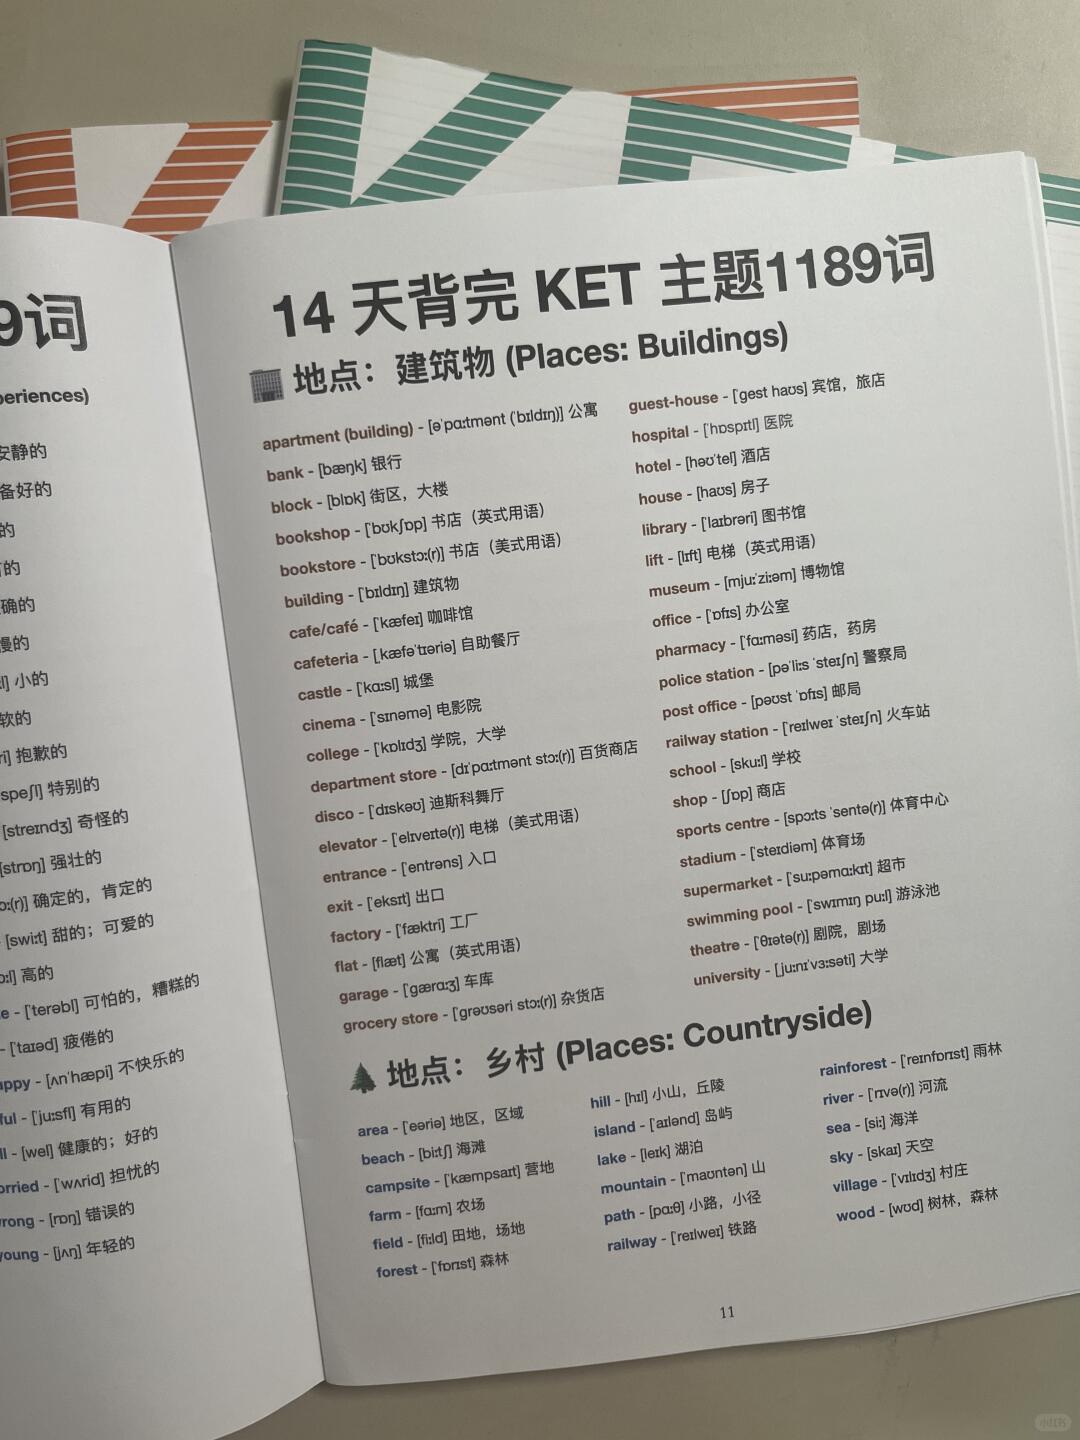 9词
periences)
安静的
备好的
的
的
确的
慢的
小的
软的
抱歉的
speʃl] 特别的
[streɪndʒ] 奇怪的
[strɒŋ] 强壮的
ɔː(r)] 确定的，肯定的
- [swiːt] 甜的；可爱的
ɔːl] 高的
e - [ˈterəbl] 可怕的，糟糕的
- [ˈtaɪəd] 疲倦的
appy - [ʌnˈhæpi] 不快乐的
ful - [ˈjuːsfl] 有用的
ll - [wel] 健康的；好的
orried - [ˈwʌrid] 担忧的
rong - [rɒŋ] 错误的
young - [jʌŋ] 年轻的
14 天背完 KET 主题1189词
地点：建筑物 (Places: Buildings)
apartment (building) - [əˈpɑːtmənt (ˈbɪldɪŋ)] 公寓
bank - [bæŋk] 银行
block - [blɒk] 街区，大楼
bookshop - [ˈbʊkʃɒp] 书店（英式用语）
bookstore - [ˈbʊkstɔː(r)] 书店（美式用语）
building - [ˈbɪldɪŋ] 建筑物
cafe/café - [ˈkæfeɪ] 咖啡馆
cafeteria - [ˌkæfəˈtɪəriə] 自助餐厅
castle - [ˈkɑːsl] 城堡
cinema - [ˈsɪnəmə] 电影院
college - [ˈkɒlɪdʒ] 学院，大学
department store - [dɪˈpɑːtmənt stɔː(r)] 百货商店
disco - [ˈdɪskəʊ] 迪斯科舞厅
elevator - [ˈelɪveɪtə(r)] 电梯（美式用语）
entrance - [ˈentrəns] 入口
exit - [ˈeksɪt] 出口
factory - [ˈfæktri] 工厂
flat - [flæt] 公寓（英式用语）
garage - [ˈɡærɑːʒ] 车库
grocery store - [ˈɡrəʊsəri stɔː(r)] 杂货店
guest-house - [ˈɡest haʊs] 宾馆，旅店
hospital - [ˈhɒspɪtl] 医院
hotel - [həʊˈtel] 酒店
house - [haʊs] 房子
library - [ˈlaɪbrəri] 图书馆
lift - [lɪft] 电梯（英式用语）
museum - [mjuːˈziːəm] 博物馆
office - [ˈɒfɪs] 办公室
pharmacy - [ˈfɑːməsi] 药店，药房
police station - [pəˈliːs ˈsteɪʃn] 警察局
post office - [pəʊst ˈɒfɪs] 邮局
railway station - [ˈreɪlweɪ ˈsteɪʃn] 火车站
school - [skuːl] 学校
shop - [ʃɒp] 商店
sports centre - [spɔːts ˈsentə(r)] 体育中心
stadium - [ˈsteɪdiəm] 体育场
supermarket - [ˈsuːpəmɑːkɪt] 超市
swimming pool - [ˈswɪmɪŋ puːl] 游泳池
theatre - [ˈθɪətə(r)] 剧院，剧场
university - [ˌjuːnɪˈvɜːsəti] 大学
地点：乡村 (Places: Countryside)
area - [ˈeəriə] 地区，区域
beach - [biːtʃ] 海滩
campsite - [ˈkæmpsaɪt] 营地
farm - [fɑːm] 农场
field - [fiːld] 田地，场地
forest - [ˈfɒrɪst] 森林
hill - [hɪl] 小山，丘陵
island - [ˈaɪlənd] 岛屿
lake - [leɪk] 湖泊
mountain - [ˈmaʊntən] 山
path - [pɑːθ] 小路，小径
railway - [ˈreɪlweɪ] 铁路
rainforest - [ˈreɪnfɒrɪst] 雨林
river - [ˈrɪvə(r)] 河流
sea - [siː] 海洋
sky - [skaɪ] 天空
village - [ˈvɪlɪdʒ] 村庄
wood - [wʊd] 树林，森林
11
小红书